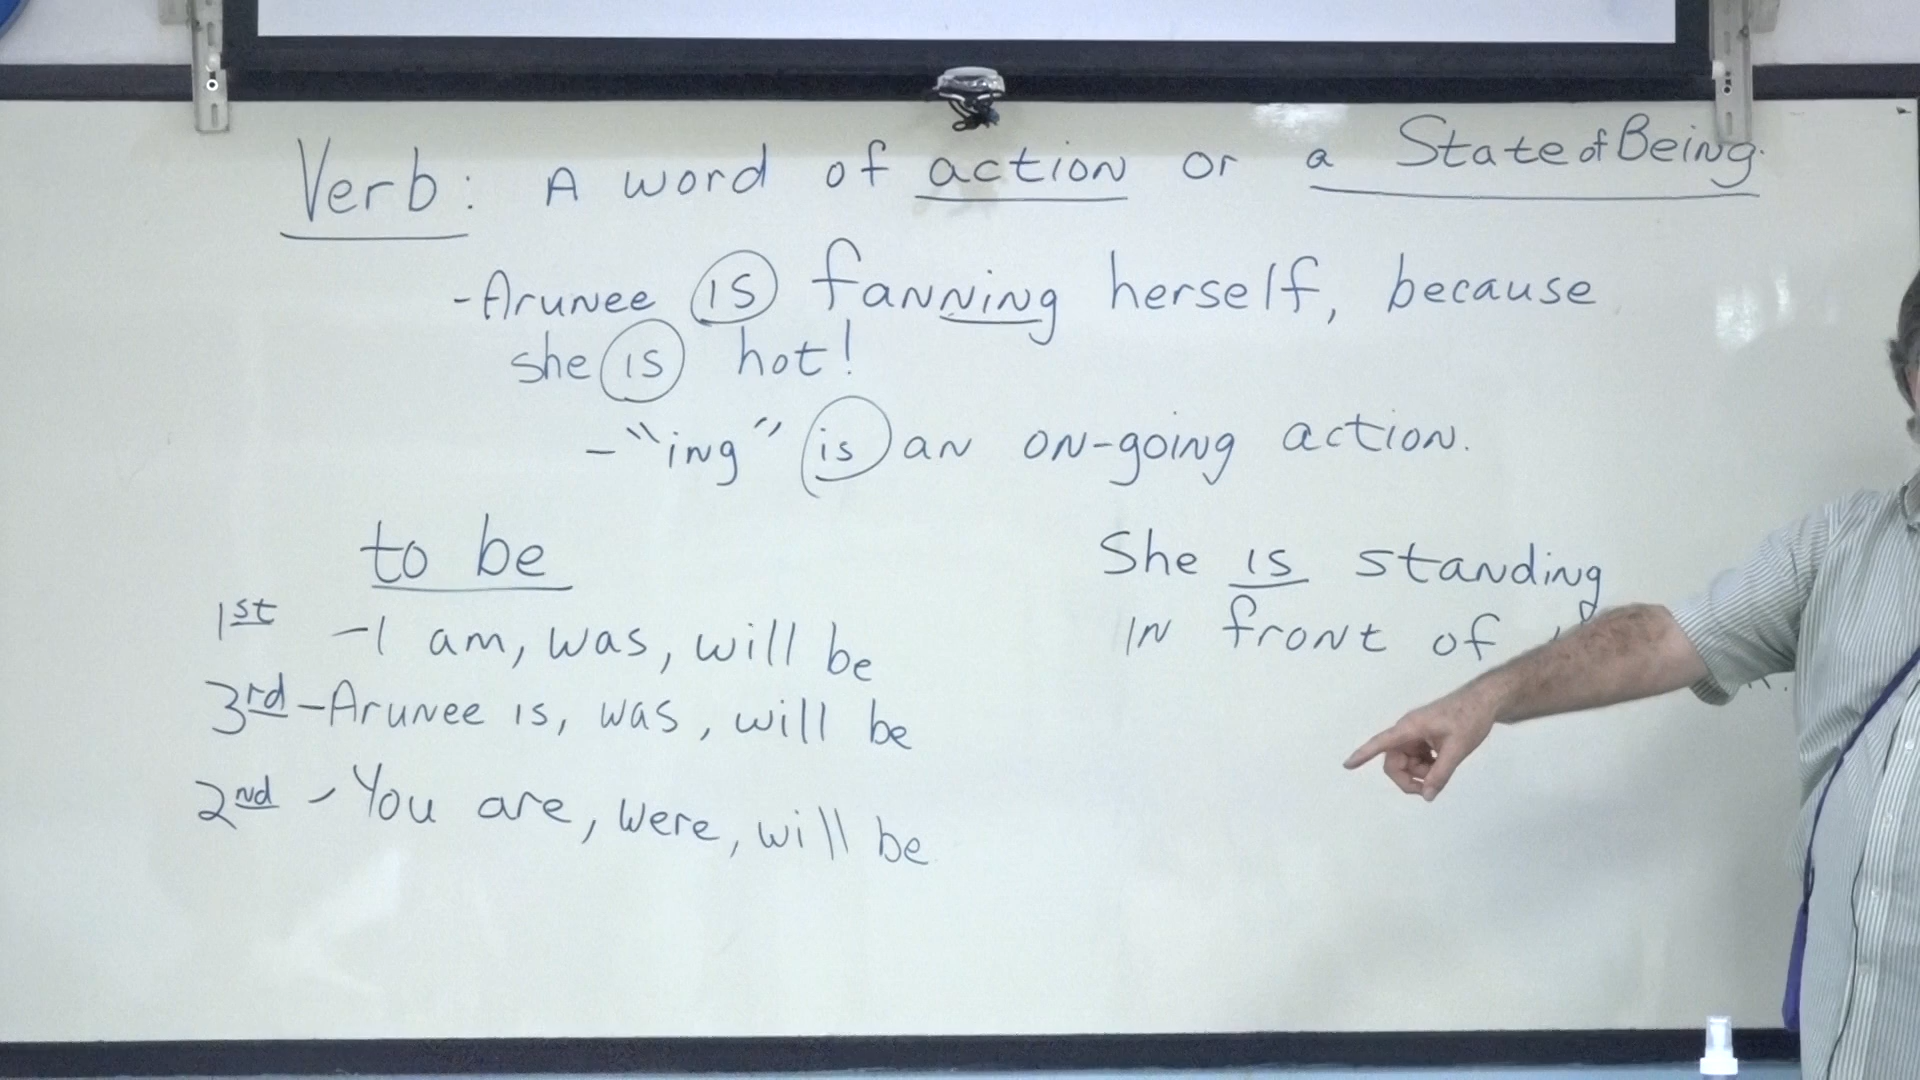 Verb: A word of action or a State of Being.
- Arunee is fanning herself, because
she is hot!
- "ing" is an on-going action.
to be
1st - I am, was, will be
3rd - Arunee is, was, will be
2nd - You are, were, will be
She is standing
in front of